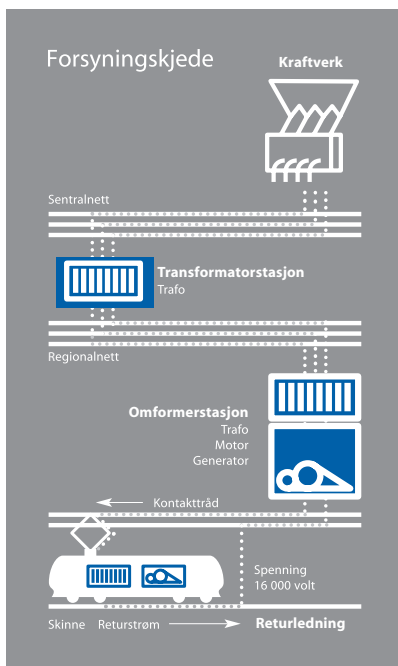 Forsyningskjede
Kraftverk
Sentralnett
Transformatorstasjon
Trafo
Regionalnett
Omformerstasjon
Trafo
Motor
Generator
Kontakttråd
Spenning
16 000 volt
Skinne Returstrøm Returledning